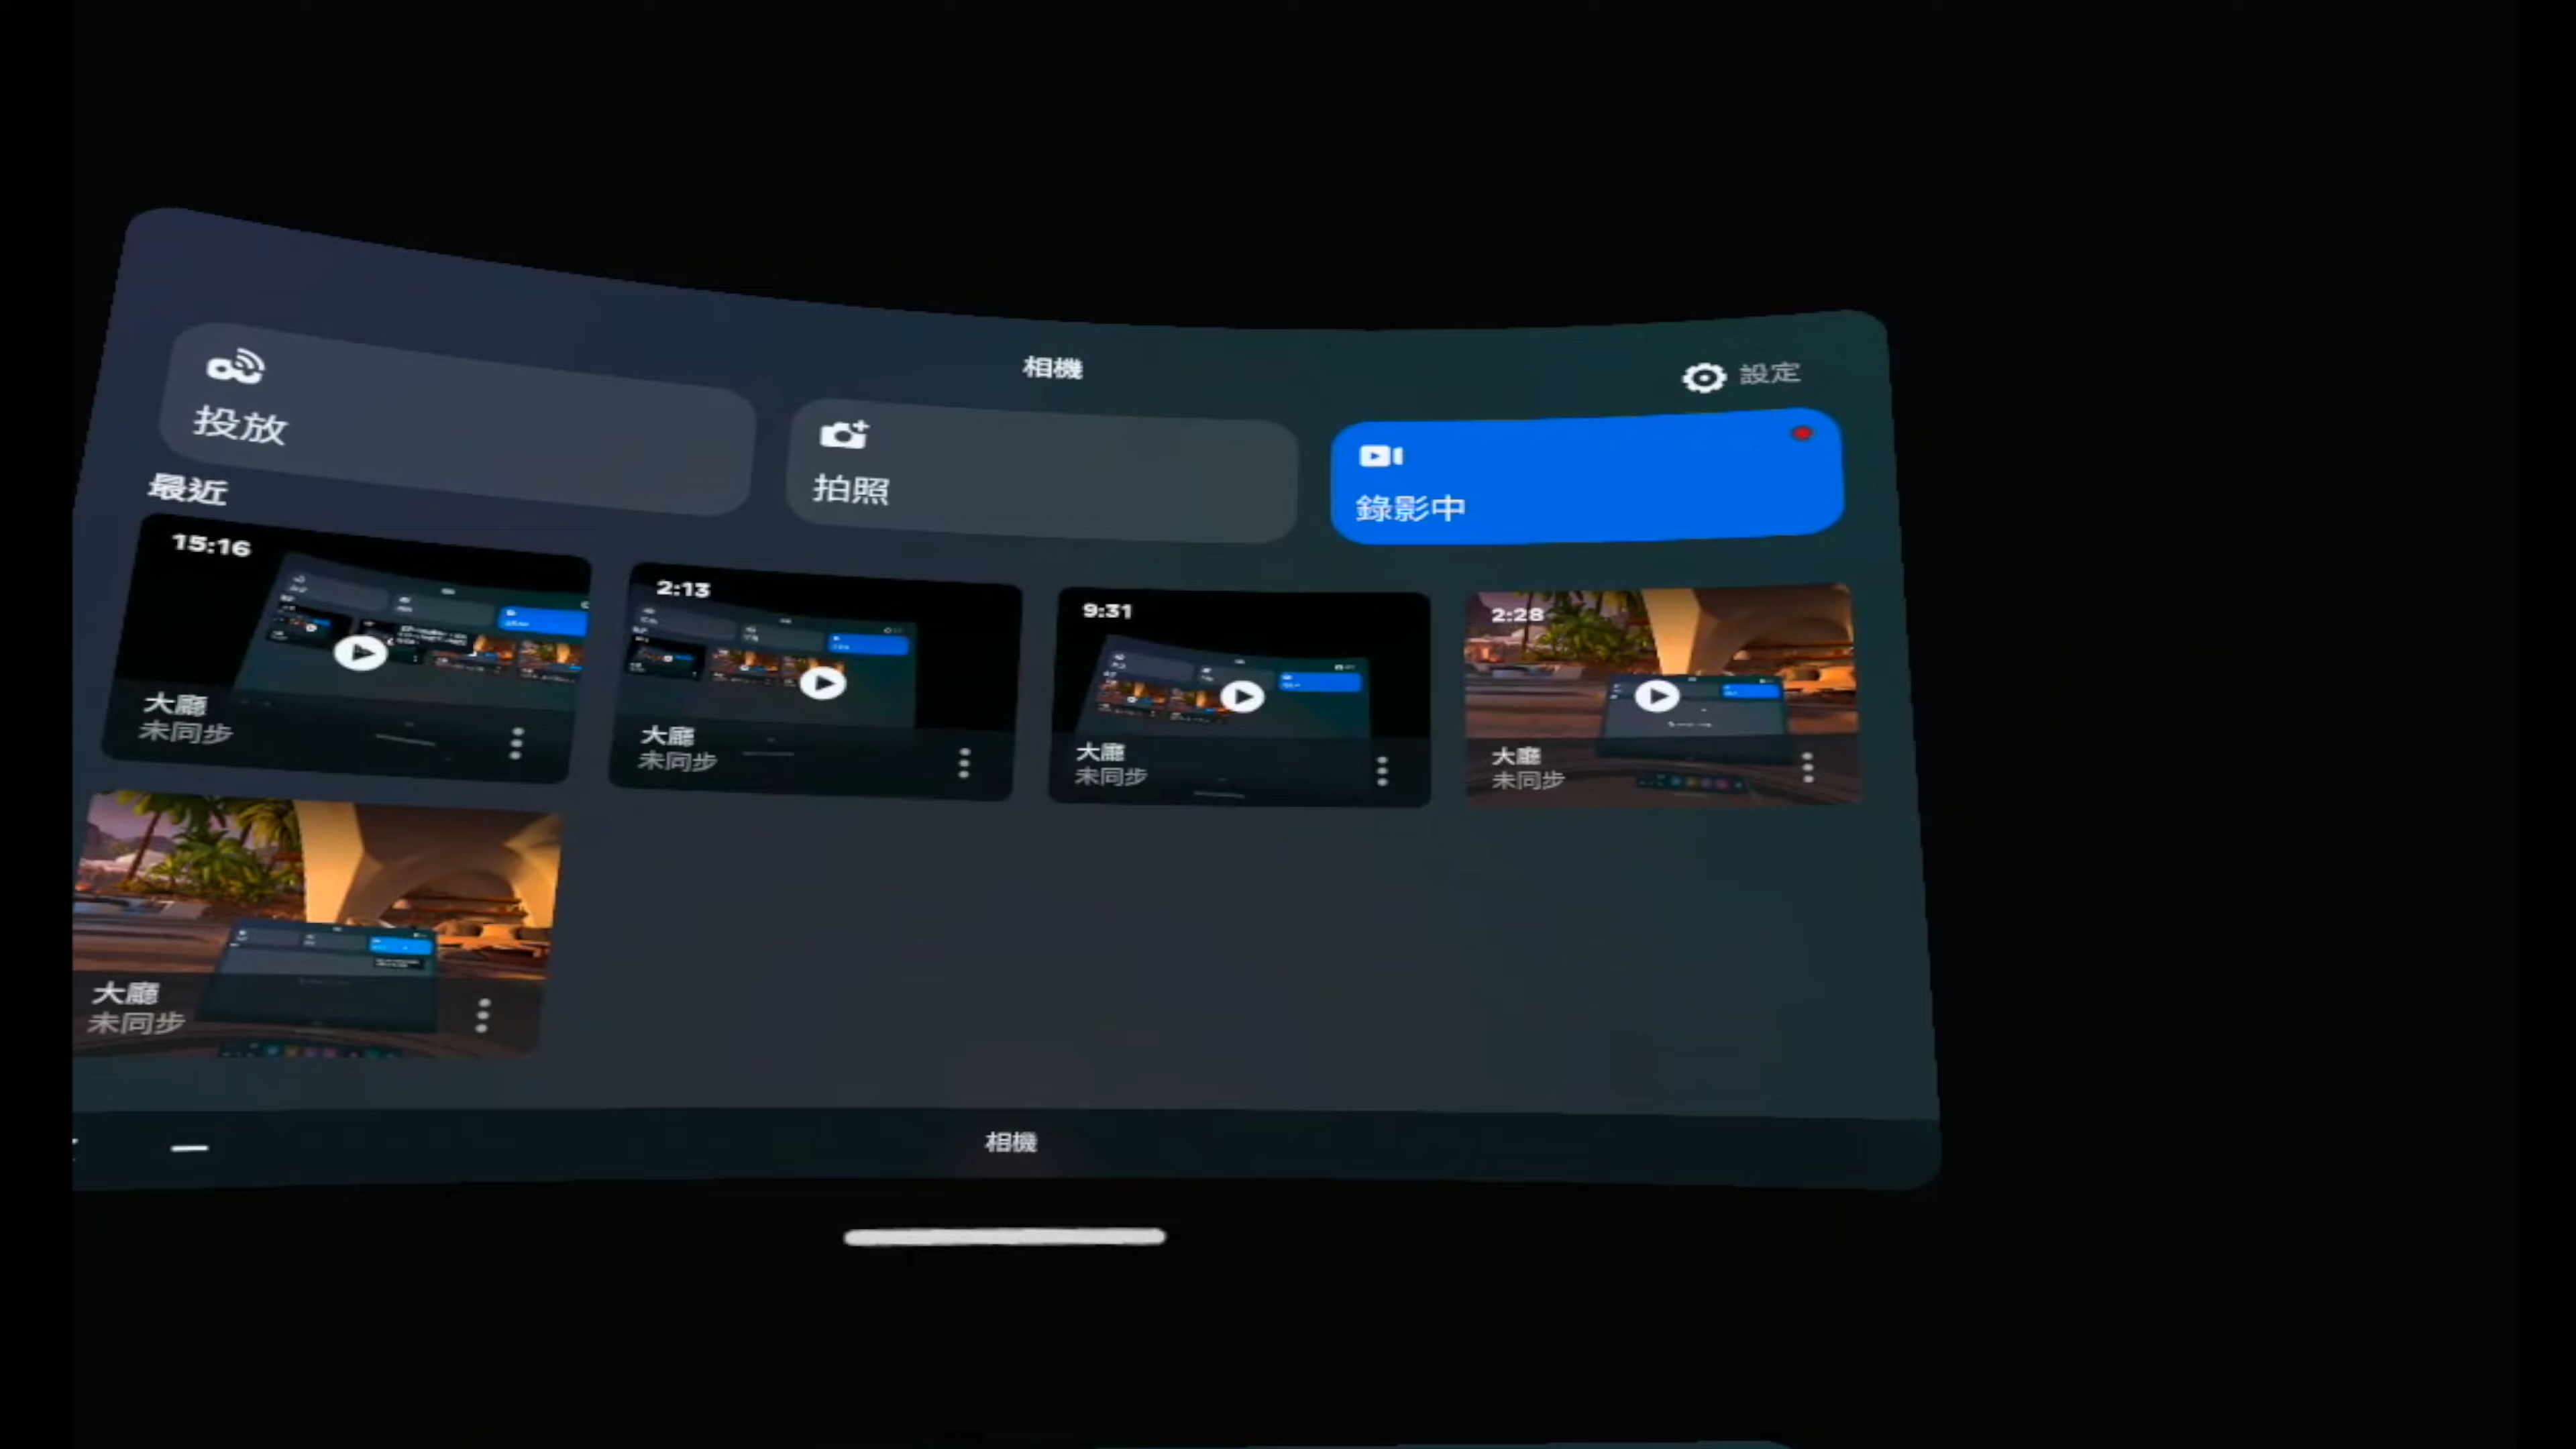 相機
設定
投放
拍照
錄影中
最近
15:16
2:13
9:31
2:28
大廳
未同步
大廳
未同步
大廳
未同步
大廳
未同步
大廳
未同步
相機